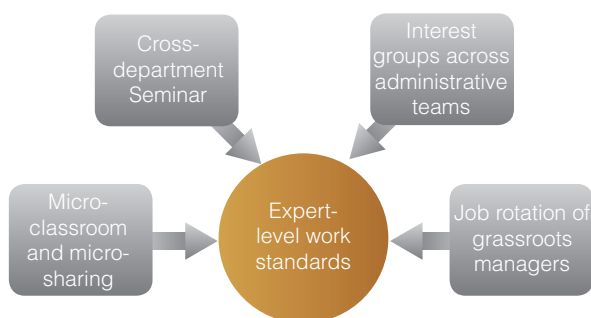 Cross-
department
Seminar
Interest
groups across
administrative
teams
Micro-
classroom
and micro-
sharing
Expert-
level work
standards
Job rotation of
grassroots
managers